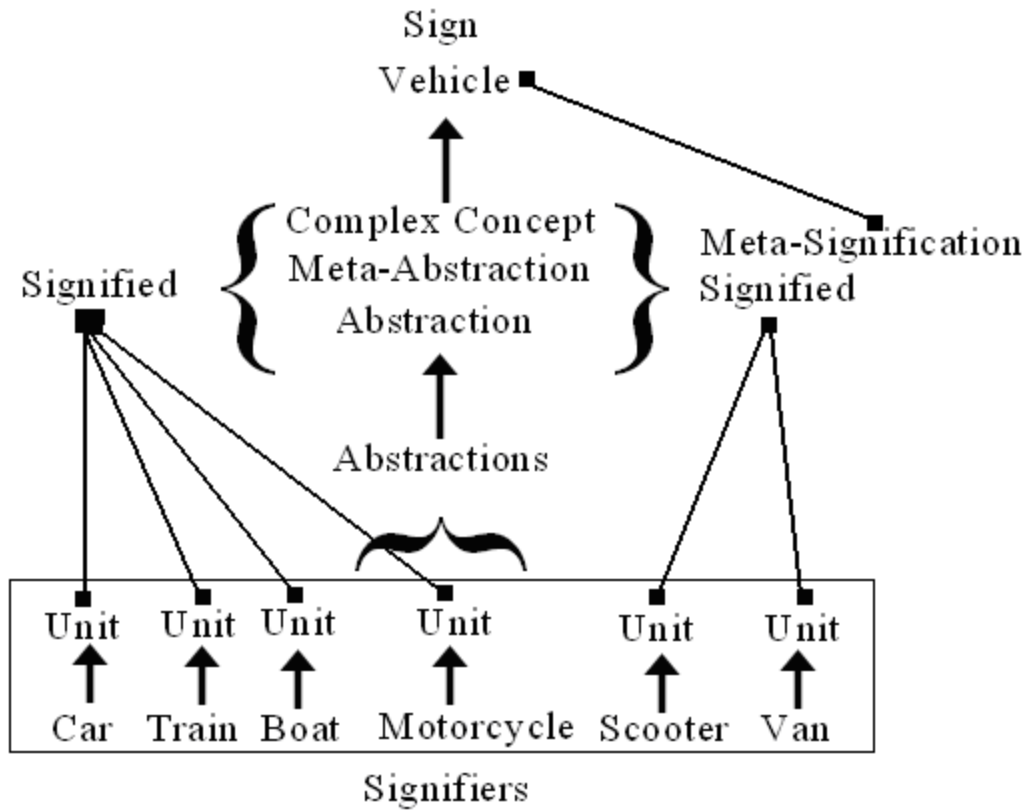 Sign
Vehicle
Complex Concept
Meta-Abstraction
Abstraction
Signified
Meta-Signification
Signified
Abstractions
Unit Unit Unit Unit Unit Unit
Car Train Boat Motorcycle Scooter Van
Signifiers